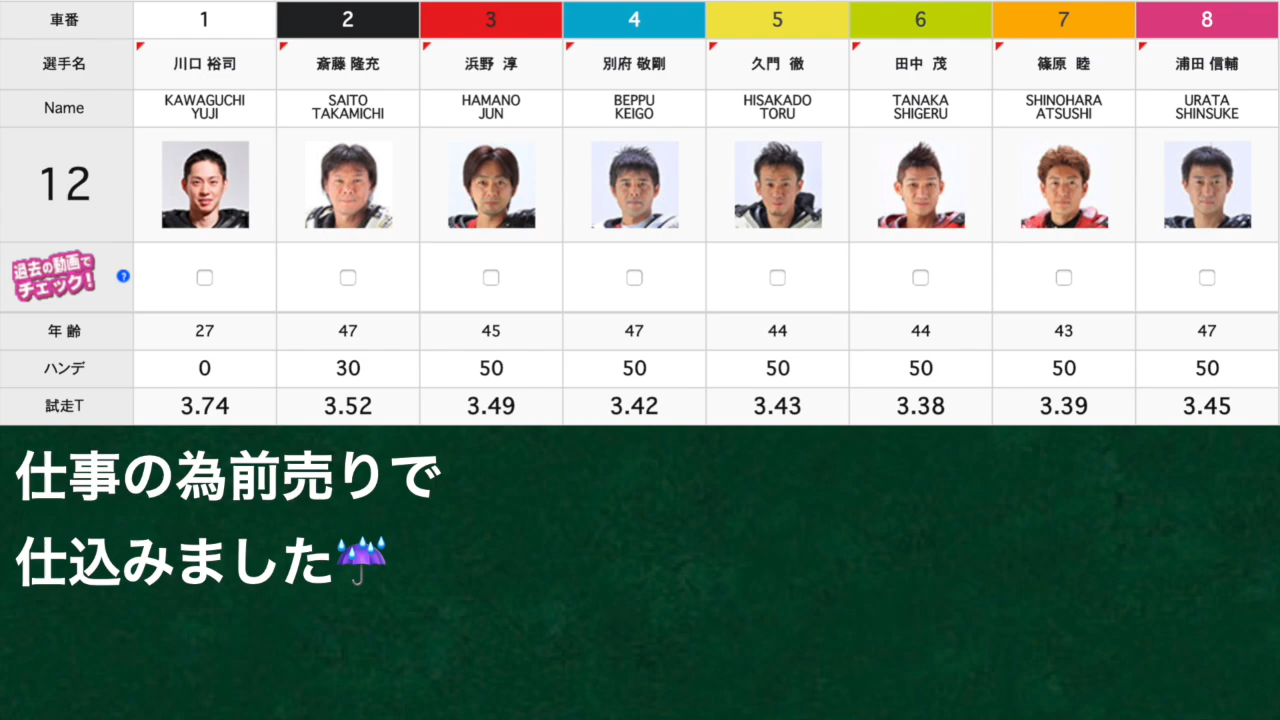 車番 1 2 3 4 5 6 7 8
選手名 川口 裕司 斎藤 隆充 浜野 淳 別府 敬剛 久門 徹 田中 茂 篠原 睦 浦田 信輔
Name KAWAGUCHI YUJI SAITO TAKAMICHI HAMANO JUN BEPPU KEIGO HISAKADO TORU TANAKA SHIGERU SHINOHARA ATSUSHI URATA SHINSUKE
12
過去の動画で
チェック! ?
年齢 27 47 45 47 44 44 43 47
ハンデ 0 30 50 50 50 50 50 50
試走T 3.74 3.52 3.49 3.42 3.43 3.38 3.39 3.45
仕事の為前売りで
仕込みました☔